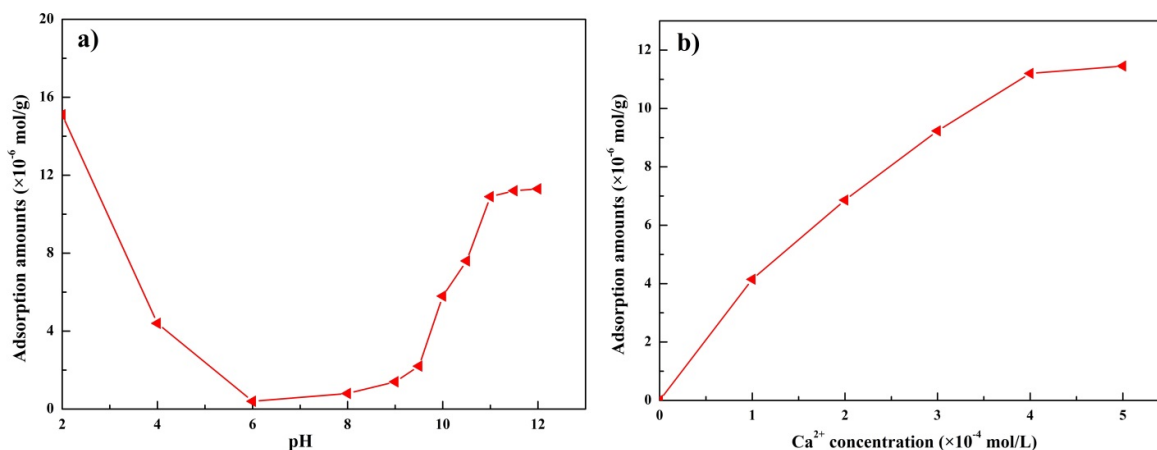 a)
Adsorption amounts (×10⁻⁶ mol/g)
20
16
12
8
4
0
2 4 6 8 10 12
pH
b)
Adsorption amounts (×10⁻⁶ mol/g)
12
10
8
6
4
2
0
0 1 2 3 4 5
Ca²⁺ concentration (×10⁻⁴ mol/L)